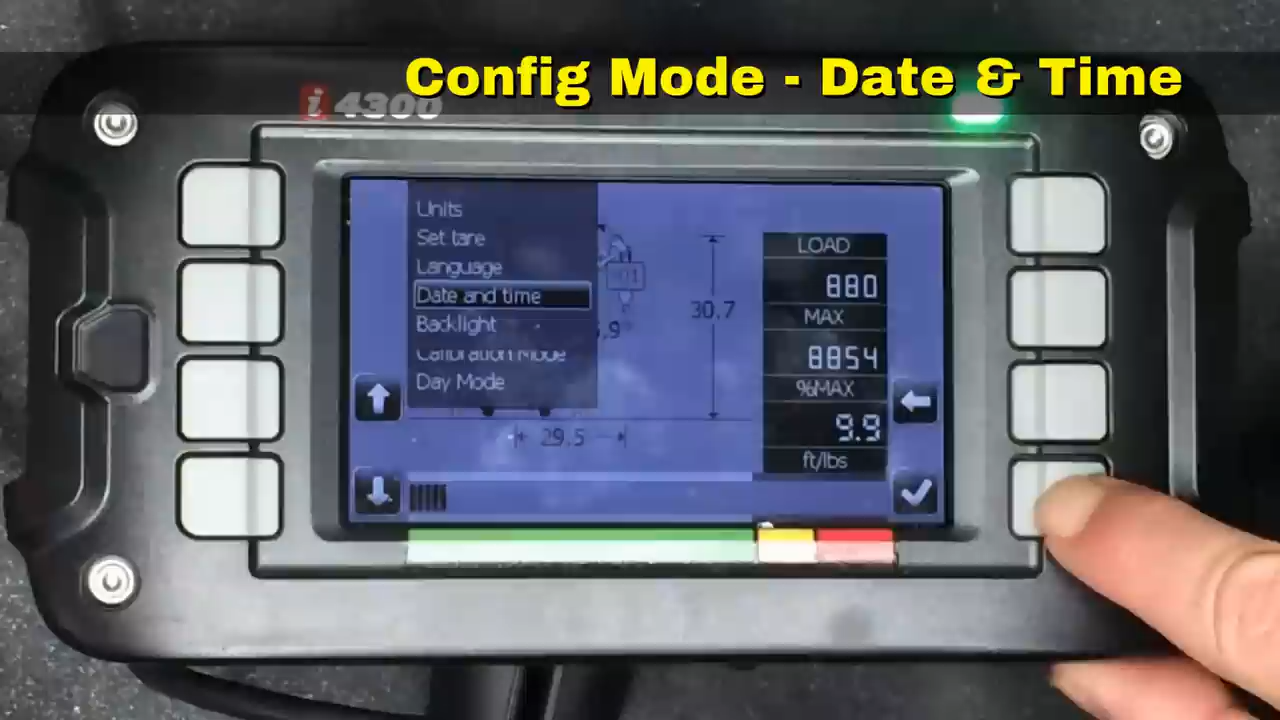 Config Mode - Date & Time
i 4300
Units
Set tare
Language
Date and time
Backlight
Calibration Mode
Day Mode
30.7
29.5
LOAD
880
MAX
8854
%MAX
9.9
ft/lbs